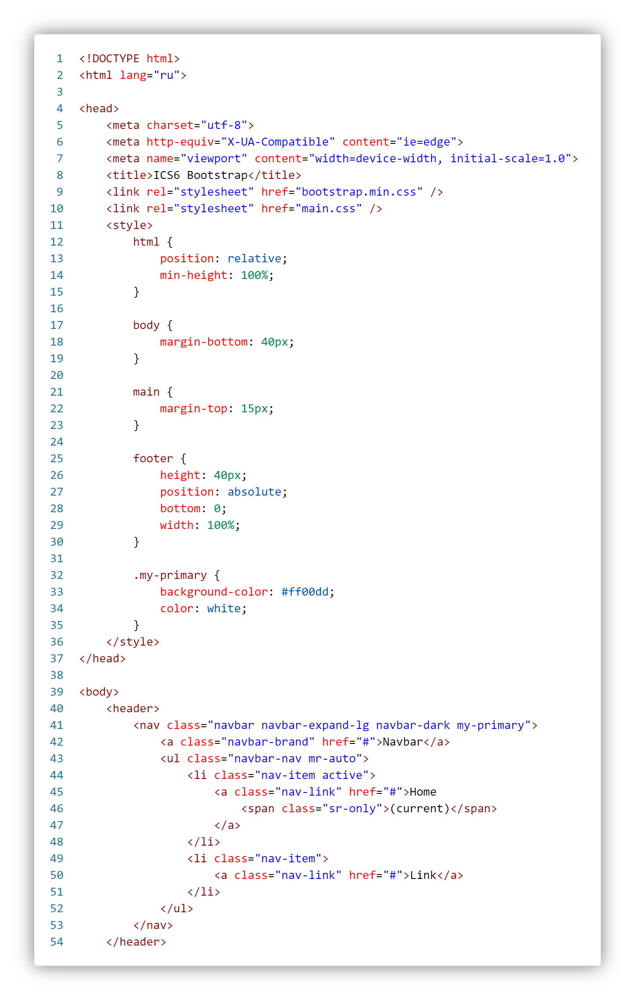 1 <!DOCTYPE html>
2 <html lang="ru">
3
4 <head>
5     <meta charset="utf-8">
6     <meta http-equiv="X-UA-Compatible" content="ie=edge">
7     <meta name="viewport" content="width=device-width, initial-scale=1.0">
8     <title>ICS6 Bootstrap</title>
9     <link rel="stylesheet" href="bootstrap.min.css" />
10     <link rel="stylesheet" href="main.css" />
11     <style>
12         html {
13             position: relative;
14             min-height: 100%;
15         }
16
17         body {
18             margin-bottom: 40px;
19         }
20
21         main {
22             margin-top: 15px;
23         }
24
25         footer {
26             height: 40px;
27             position: absolute;
28             bottom: 0;
29             width: 100%;
30         }
31
32         .my-primary {
33             background-color: #ff00dd;
34             color: white;
35         }
36     </style>
37 </head>
38
39 <body>
40     <header>
41         <nav class="navbar navbar-expand-lg navbar-dark my-primary">
42             <a class="navbar-brand" href="#">Navbar</a>
43             <ul class="navbar-nav mr-auto">
44                 <li class="nav-item active">
45                     <a class="nav-link" href="#">Home
46                         <span class="sr-only">(current)</span>
47                     </a>
48                 </li>
49                 <li class="nav-item">
50                     <a class="nav-link" href="#">Link</a>
51                 </li>
52             </ul>
53         </nav>
54     </header>